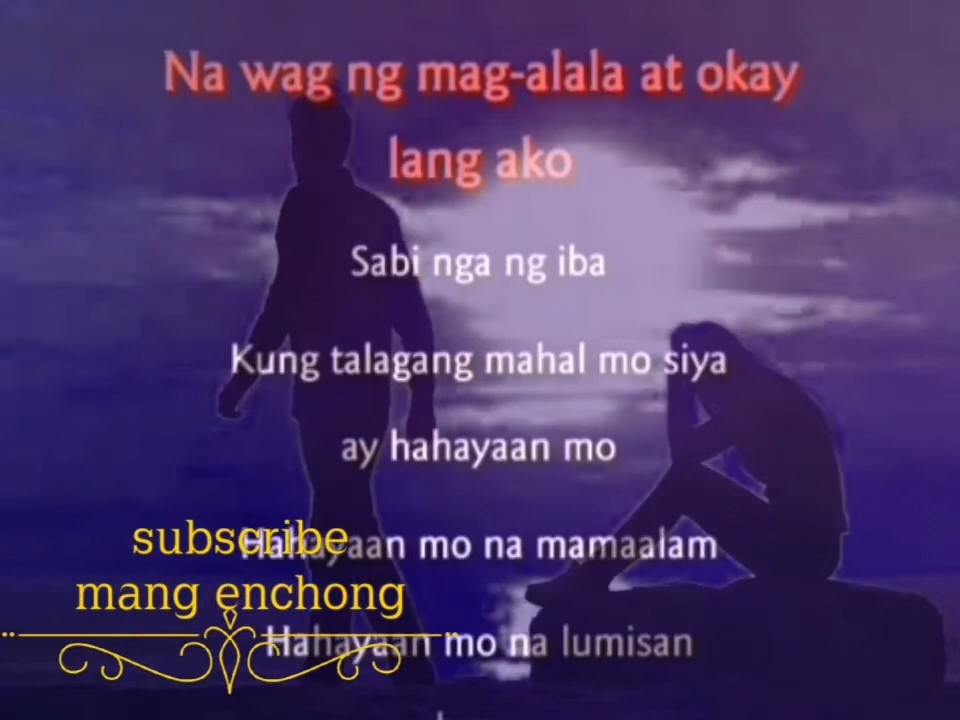 Na wag ng mag-alala at okay
lang ako
Sabi nga ng iba
Kung talagang mahal mo siya
ay hahayaan mo
Hahayaan mo na mamaalam
Hahayaan mo na lumisan
subscribe
mang enchong